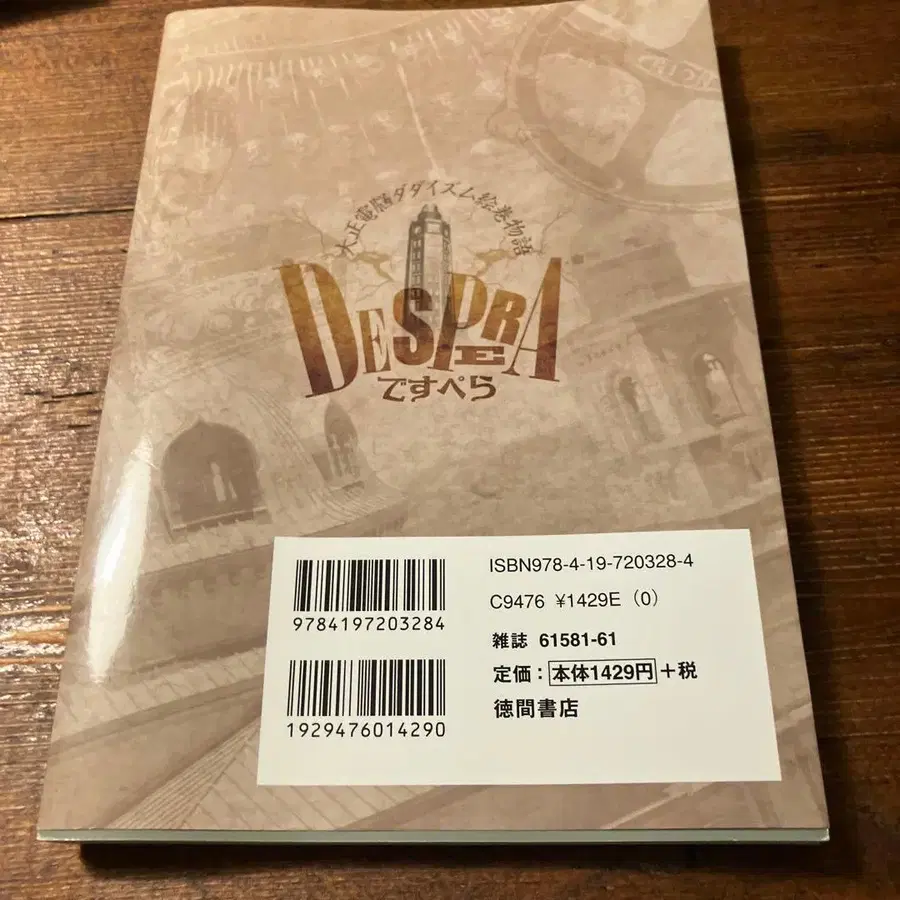 大正電脳ダダイズム絵巻物語
DESPERA
ですぺら
ISBN978-4-19-720328-4
C9476 ¥1429E (0)
9784197203284
雑誌 61581-61
定価：本体1429円＋税
1929476014290
徳間書店